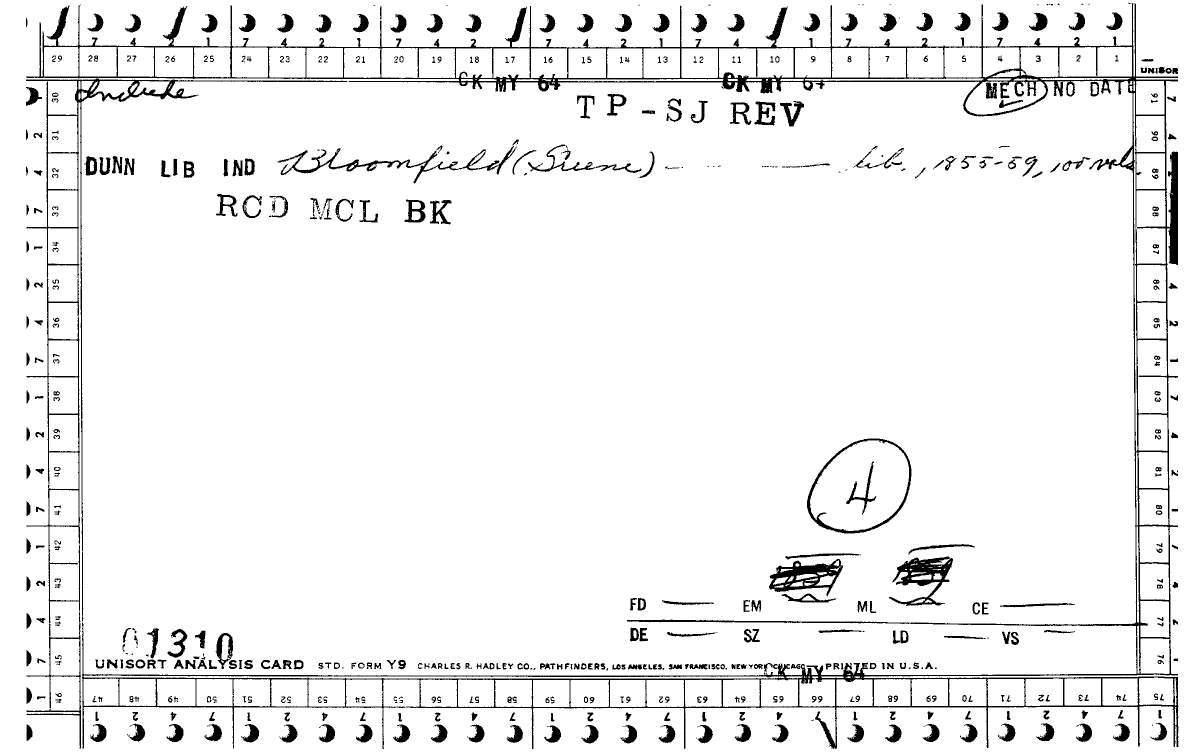 7 4 2 1 7 4 2 1 7 4 2 1 7 4 2 1 7 4 2 1 7 4 2 1 7 4 2 1
29 28 27 26 25 24 23 22 21 20 19 18 17 16 15 14 13 12 11 10 9 8 7 6 5 4 3 2 1
UNISOR
CK MY 64 CK MY 64
MECH NO DATE
TP-SJ REV
DUNN LIB IND Bloomfield (Greene) — — — lib., 1855-59, 100 vols.
RCD MCL BK
30 31 32 33 34 35 36 37 38 39 40 41 42 43 44 45 46
91 90 89 88 87 86 85 84 83 82 81 80 79 78 77 76
4
FD EM ML CE
DE SZ LD VS
01310
UNISORT ANALYSIS CARD STD. FORM Y9 CHARLES R. HADLEY CO., PATHFINDERS, LOS ANGELES, SAN FRANCISCO, NEW YORK, CHICAGO PRINTED IN U.S.A.
CK MY 64
47 48 49 50 51 52 53 54 55 56 57 58 59 60 61 62 63 64 65 66 67 68 69 70 71 72 73 74 75
1 2 4 7 1 2 4 7 1 2 4 7 1 2 4 7 1 2 4 7 1 2 4 7 1 2 4 7 1